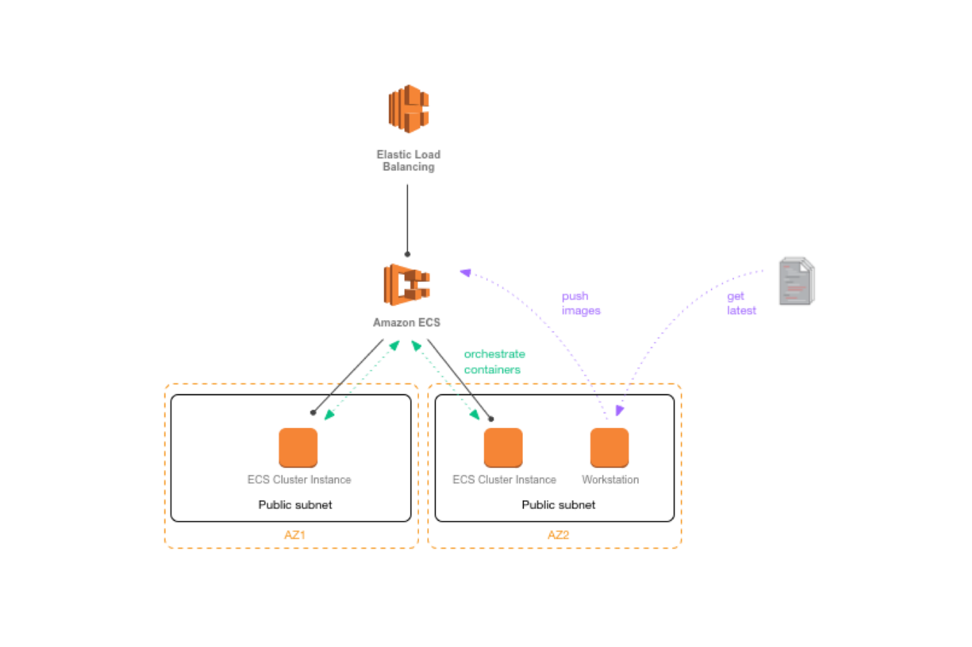 Elastic Load
Balancing
Amazon ECS
push
images
get
latest
orchestrate
containers
ECS Cluster Instance
Public subnet
AZ1
ECS Cluster Instance
Workstation
Public subnet
AZ2